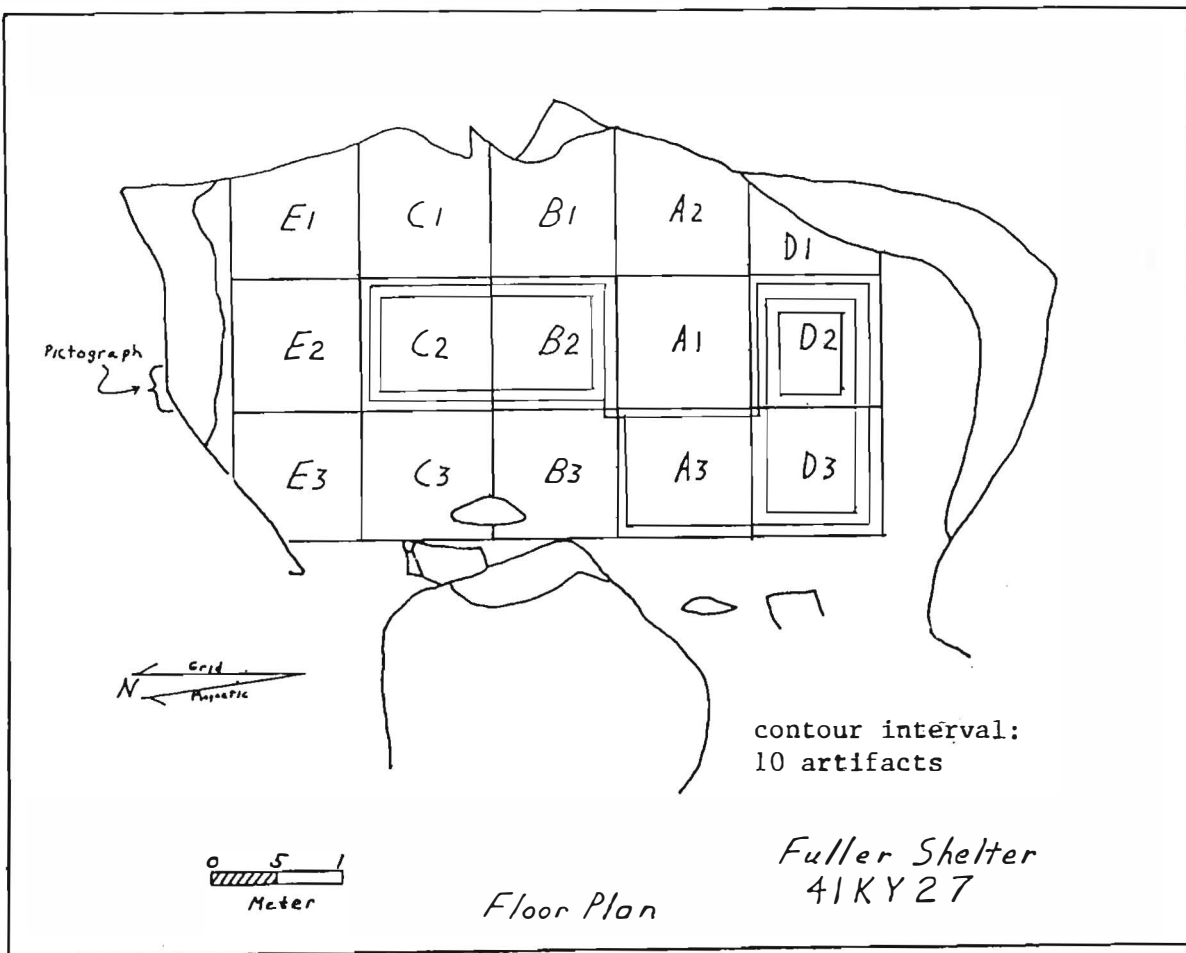 E1 C1 B1 A2 D1
E2 C2 B2 A1 D2
Pictograph
E3 C3 B3 A3 D3
Grid
N
Magnetic
contour interval:
10 artifacts
0 5 1
Meter
Floor Plan
Fuller Shelter
41KY27